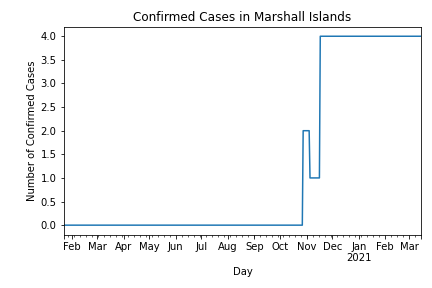 Confirmed Cases in Marshall Islands
Number of Confirmed Cases
4.0
3.5
3.0
2.5
2.0
1.5
1.0
0.5
0.0
Feb Mar Apr May Jun Jul Aug Sep Oct Nov Dec Jan Feb Mar
2021
Day